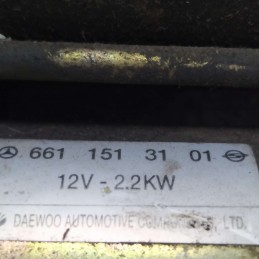 661 151 31 01
12V - 2.2KW
DAEWOO AUTOMOTIVE LTD.